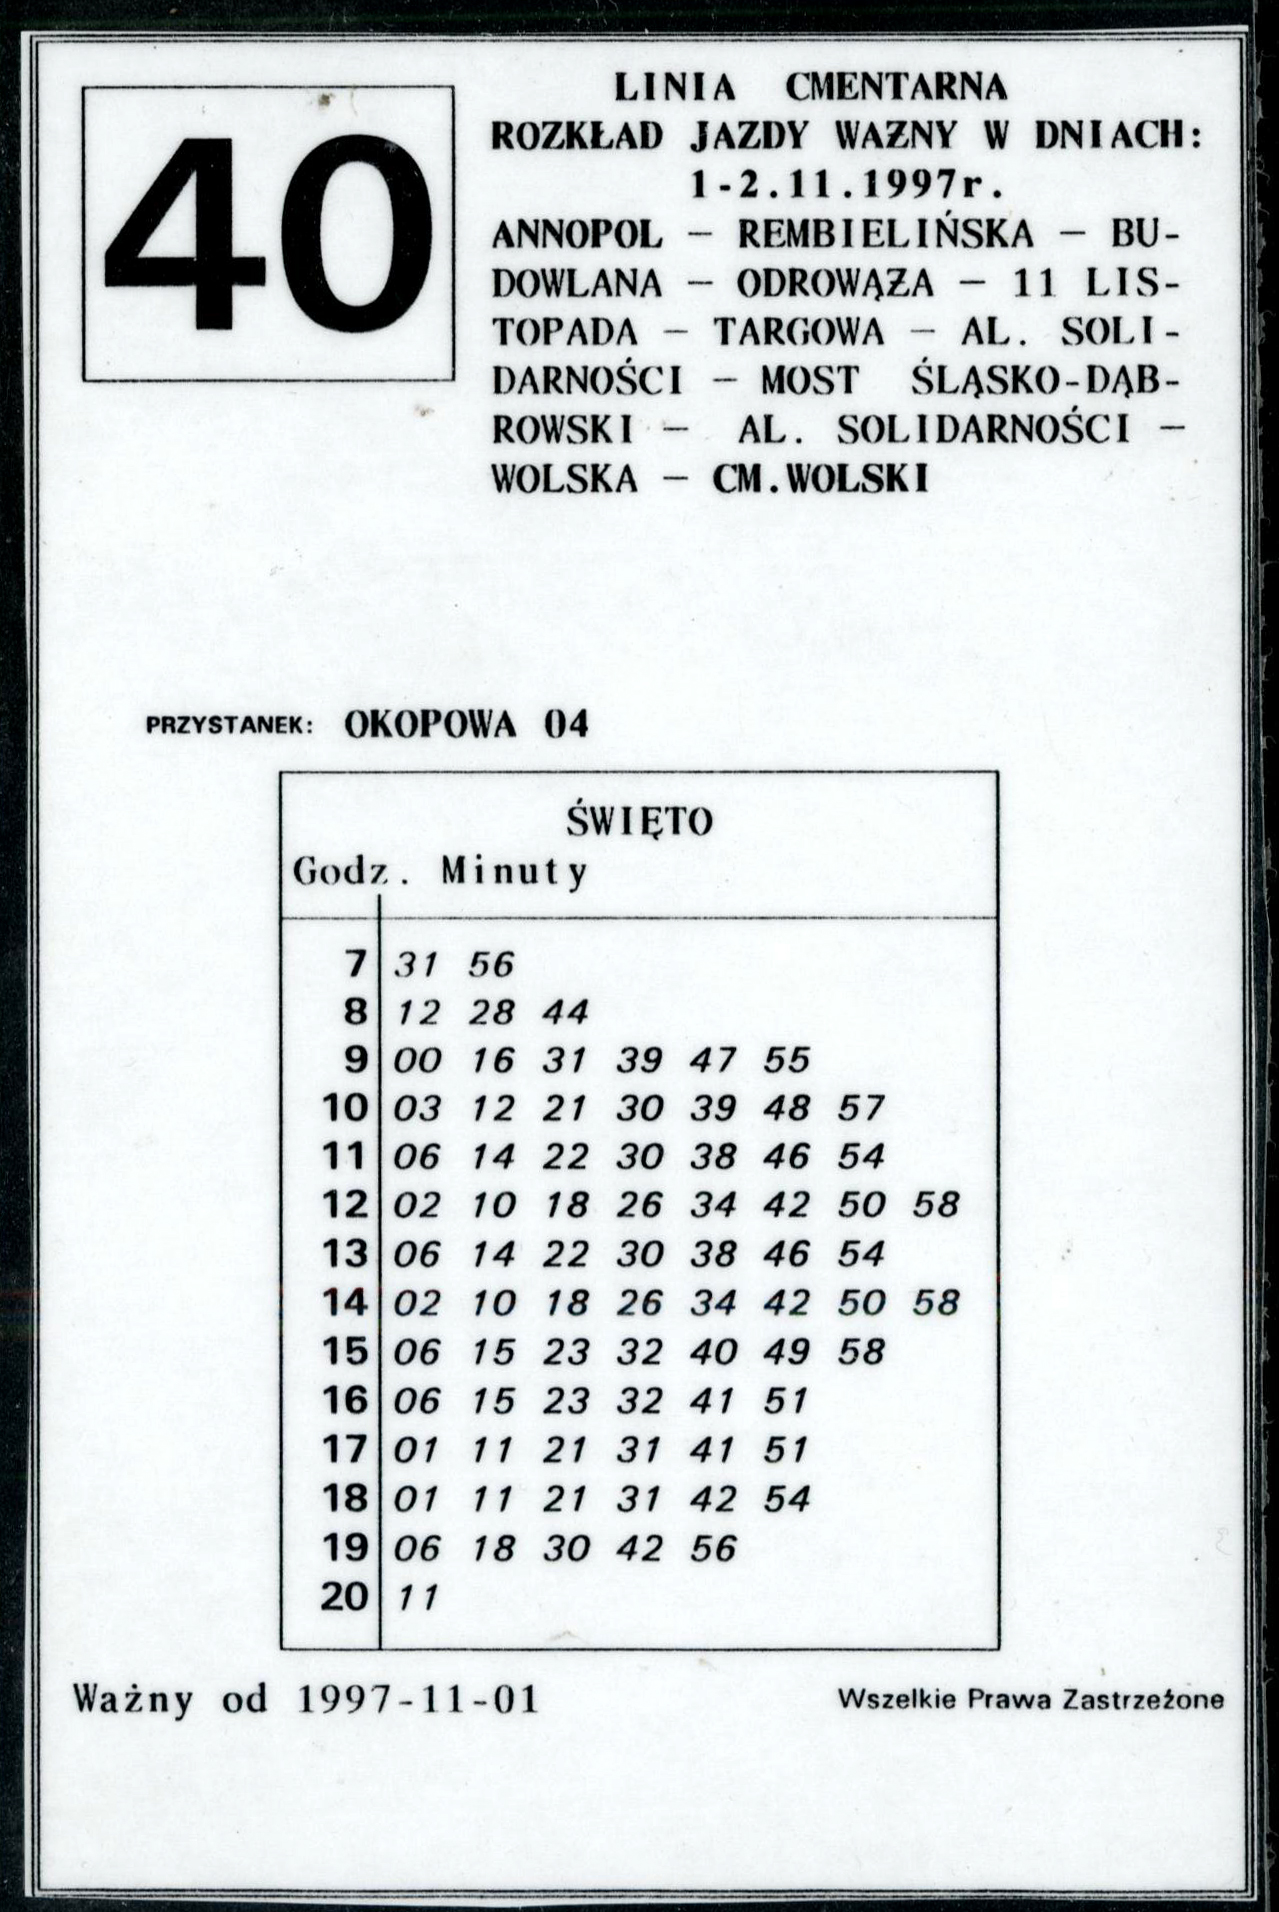 40
LINIA CMENTARNA
ROZKŁAD JAZDY WAŻNY W DNIACH:
1-2.11.1997r.
ANNOPOL – REMBIELIŃSKA – BU-
DOWLANA – ODROWĄŻA – 11 LIS-
TOPADA – TARGOWA – AL. SOLI-
DARNOŚCI – MOST ŚLĄSKO-DĄB-
ROWSKI – AL. SOLIDARNOŚCI –
WOLSKA – CM.WOLSKI
PRZYSTANEK: OKOPOWA 04
ŚWIĘTO
Godz. Minuty
7 31 56
8 12 28 44
9 00 16 31 39 47 55
10 03 12 21 30 39 48 57
11 06 14 22 30 38 46 54
12 02 10 18 26 34 42 50 58
13 06 14 22 30 38 46 54
14 02 10 18 26 34 42 50 58
15 06 15 23 32 40 49 58
16 06 15 23 32 41 51
17 01 11 21 31 41 51
18 01 11 21 31 42 54
19 06 18 30 42 56
20 11
Ważny od 1997-11-01 Wszelkie Prawa Zastrzeżone